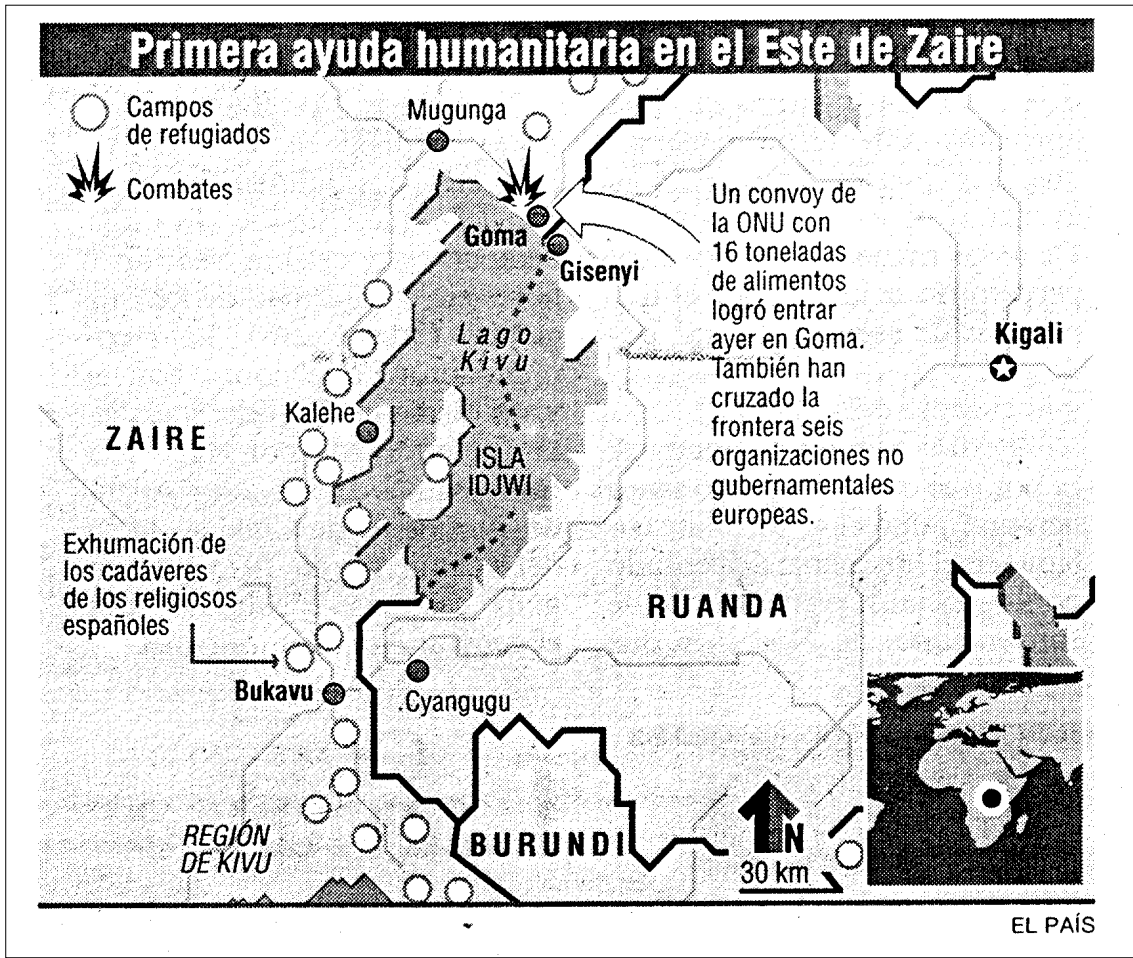 Primera ayuda humanitaria en el Este de Zaire
Campos
de refugiados
Combates
Mugunga
Goma
Gisenyi
Un convoy de
la ONU con
16 toneladas
de alimentos
logró entrar
ayer en Goma.
También han
cruzado la
frontera seis
organizaciones no
gubernamentales
europeas.
Lago
Kivu
Kigali
Kalehe
ZAIRE
ISLA
IDJWI
Exhumación de
los cadáveres
de los religiosos
españoles
RUANDA
Bukavu
Cyangugu
REGIÓN
DE KIVU
BURUNDI
N
30 km
EL PAÍS